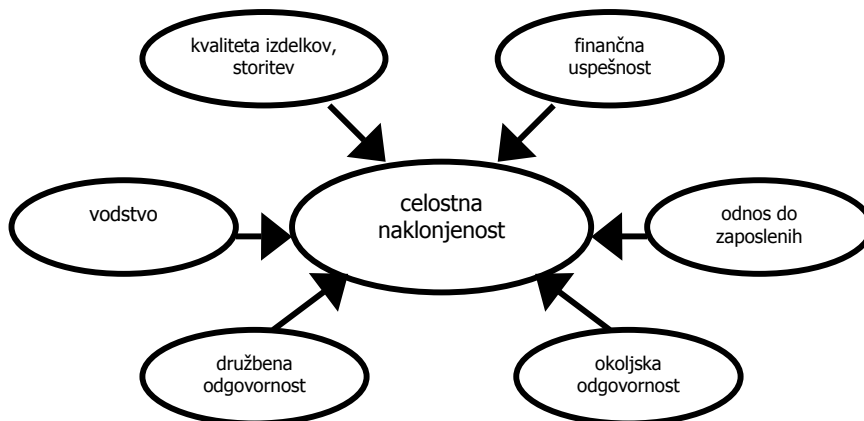 kvaliteta izdelkov,
storitev
finančna
uspešnost
vodstvo
celostna
naklonjenost
odnos do
zaposlenih
družbena
odgovornost
okoljska
odgovornost